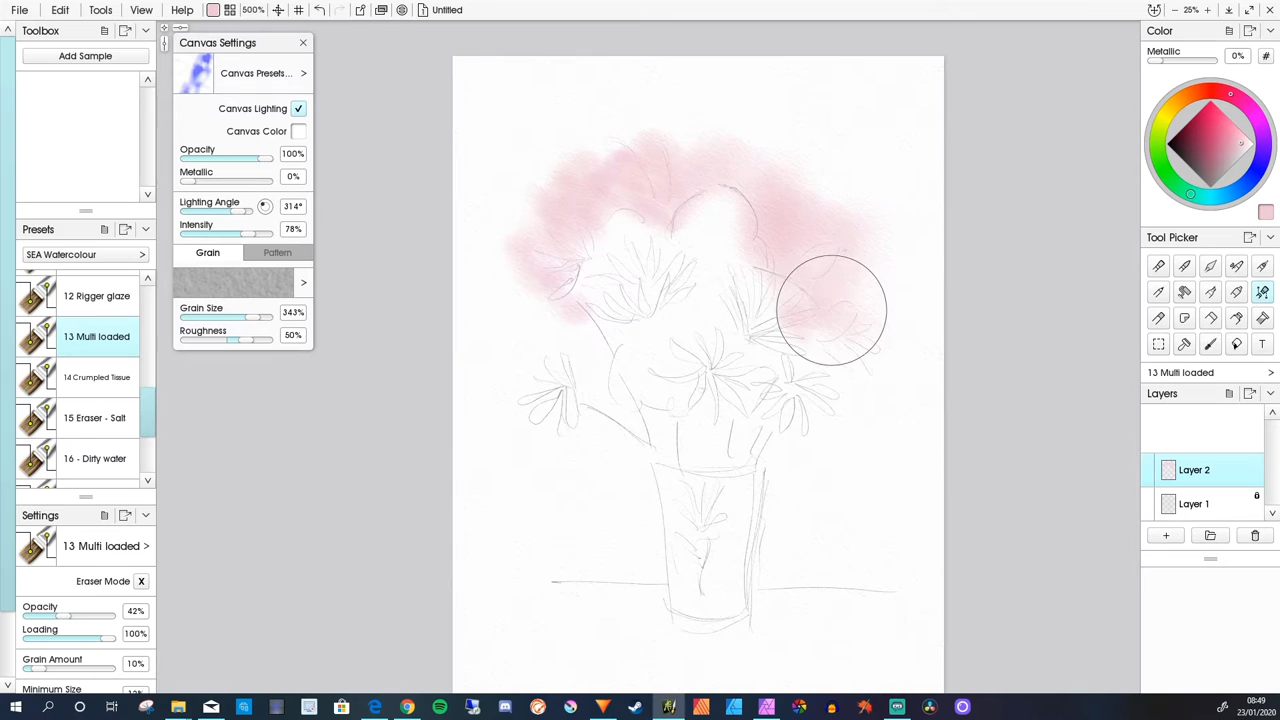 File Edit Tools View Help 500% Untitled 25%
Toolbox
Add Sample
Presets
SEA Watercolour >
12 Rigger glaze
13 Multi loaded
14 Crumpled Tissue
15 Eraser - Salt
16 - Dirty water
Settings
13 Multi loaded >
Eraser Mode X
Opacity 42%
Loading 100%
Grain Amount 10%
Minimum Size
Canvas Settings
Canvas Presets... >
Canvas Lighting
Canvas Color
Opacity 100%
Metallic 0%
Lighting Angle 314°
Intensity 78%
Grain Pattern
Grain Size 343%
Roughness 50%
Color
Metallic 0% #
Tool Picker
13 Multi loaded >
Layers
Layer 2
Layer 1
08:49
23/01/2020